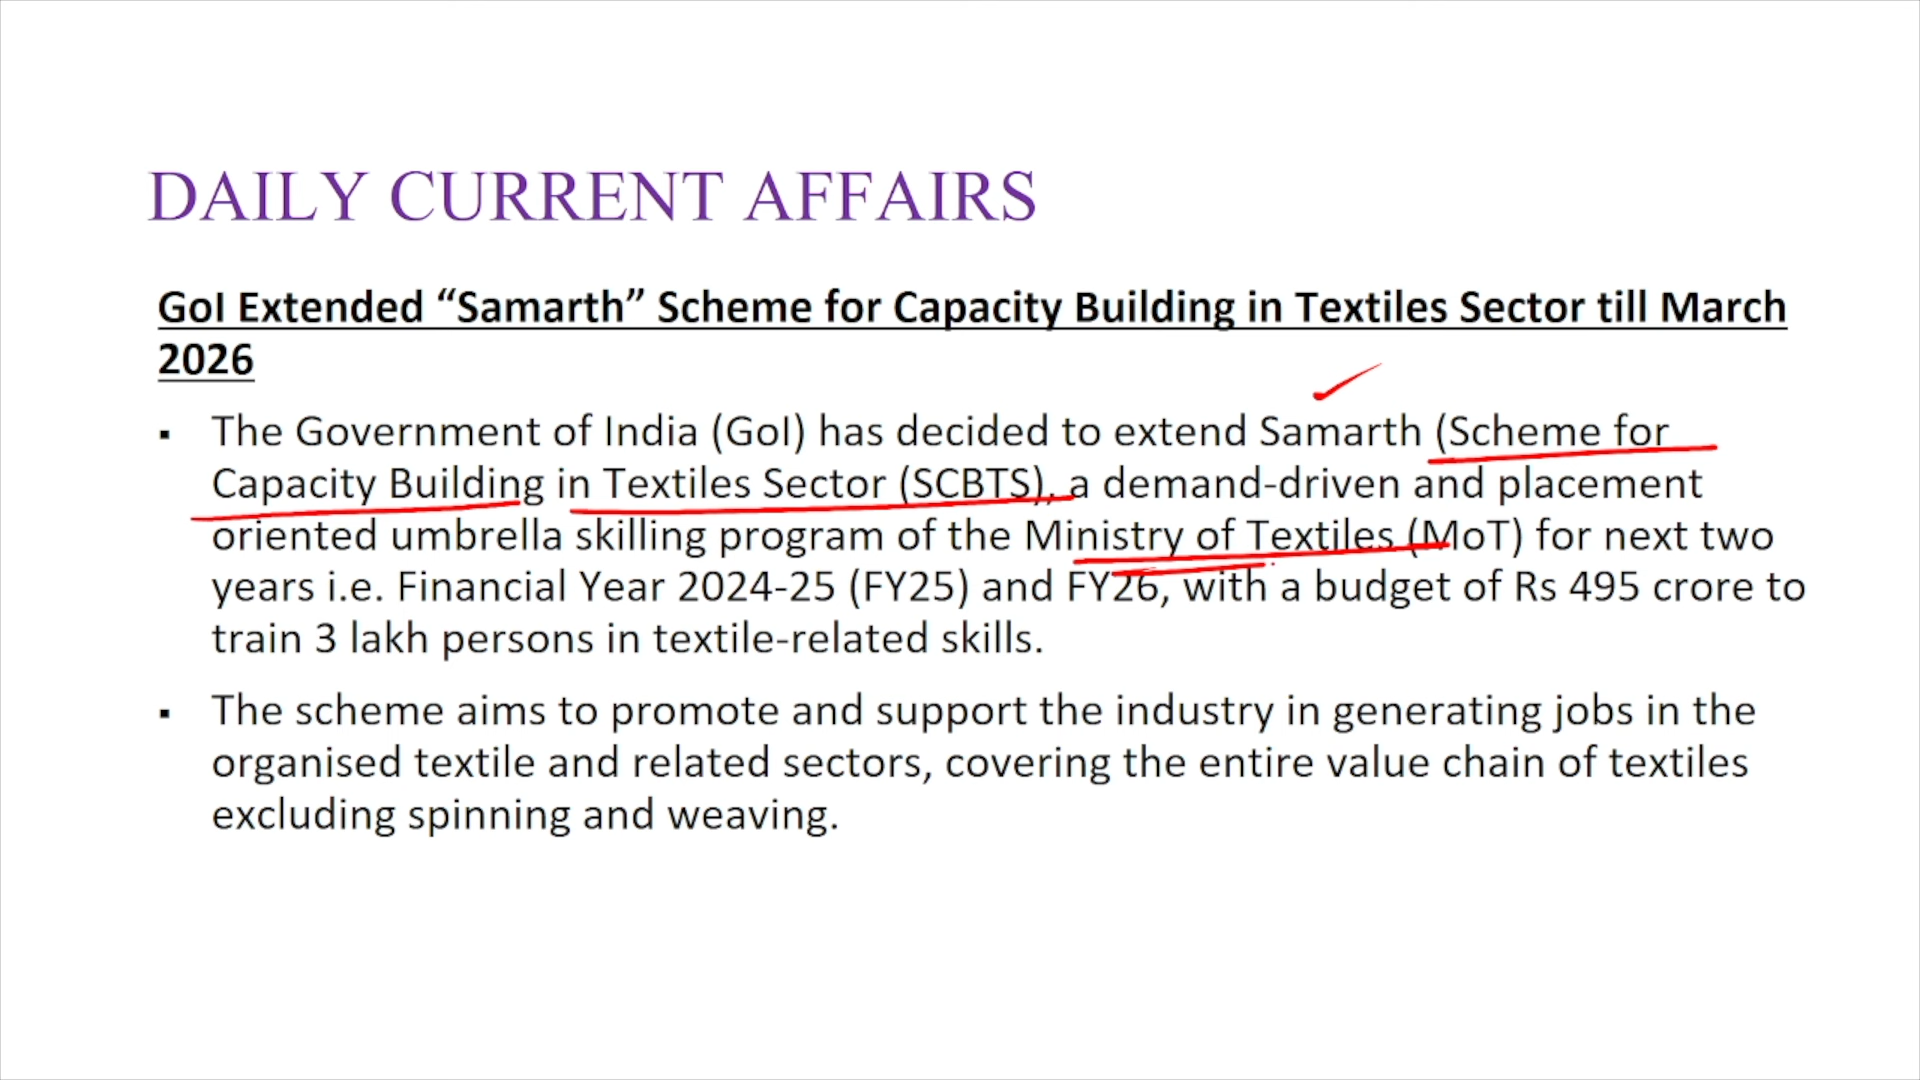 DAILY CURRENT AFFAIRS
GoI Extended “Samarth” Scheme for Capacity Building in Textiles Sector till March
2026
▪ The Government of India (GoI) has decided to extend Samarth (Scheme for
Capacity Building in Textiles Sector (SCBTS), a demand-driven and placement
oriented umbrella skilling program of the Ministry of Textiles (MoT) for next two
years i.e. Financial Year 2024-25 (FY25) and FY26, with a budget of Rs 495 crore to
train 3 lakh persons in textile-related skills.
▪ The scheme aims to promote and support the industry in generating jobs in the
organised textile and related sectors, covering the entire value chain of textiles
excluding spinning and weaving.